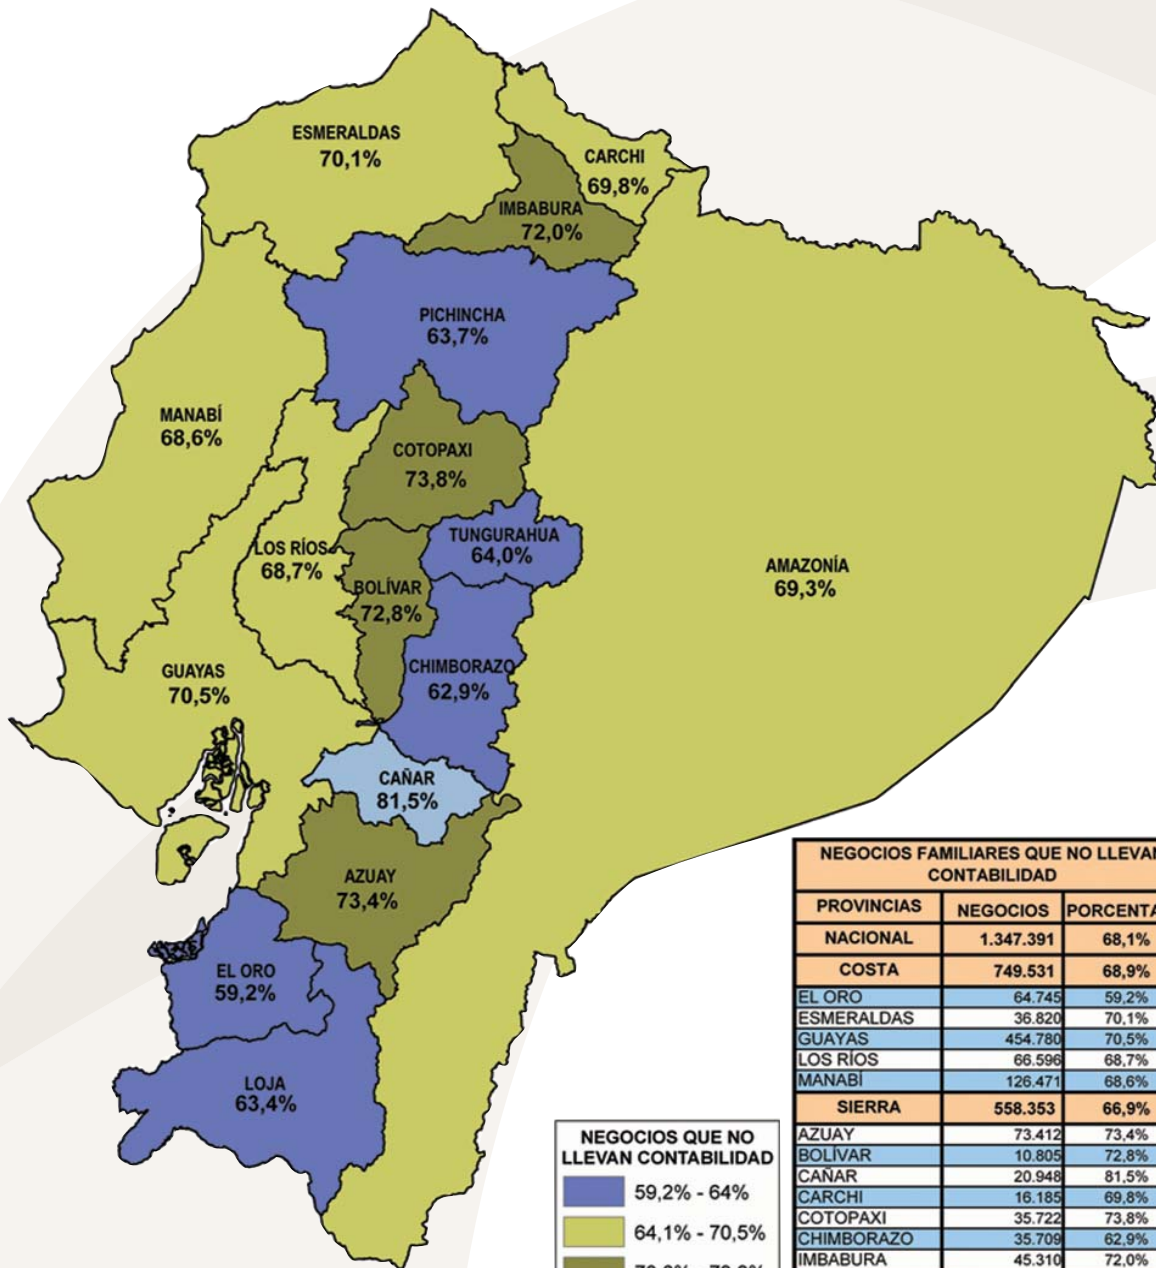 ESMERALDAS
70,1%
CARCHI
69,8%
IMBABURA
72,0%
PICHINCHA
63,7%
MANABÍ
68,6%
COTOPAXI
73,8%
TUNGURAHUA
64,0%
LOS RÍOS
68,7%
BOLÍVAR
72,8%
AMAZONÍA
69,3%
GUAYAS
70,5%
CHIMBORAZO
62,9%
CAÑAR
81,5%
AZUAY
73,4%
EL ORO
59,2%
LOJA
63,4%
NEGOCIOS QUE NO
LLEVAN CONTABILIDAD
59,2% - 64%
64,1% - 70,5%
NEGOCIOS FAMILIARES QUE NO LLEVAN
CONTABILIDAD
PROVINCIAS NEGOCIOS PORCENTA
NACIONAL 1.347.391 68,1%
COSTA 749.531 68,9%
EL ORO 64.745 59,2%
ESMERALDAS 36.820 70,1%
GUAYAS 454.780 70,5%
LOS RÍOS 66.596 68,7%
MANABÍ 126.471 68,6%
SIERRA 558.353 66,9%
AZUAY 73.412 73,4%
BOLÍVAR 10.805 72,8%
CAÑAR 20.948 81,5%
CARCHI 16.185 69,8%
COTOPAXI 35.722 73,8%
CHIMBORAZO 35.709 62,9%
IMBABURA 45.310 72,0%